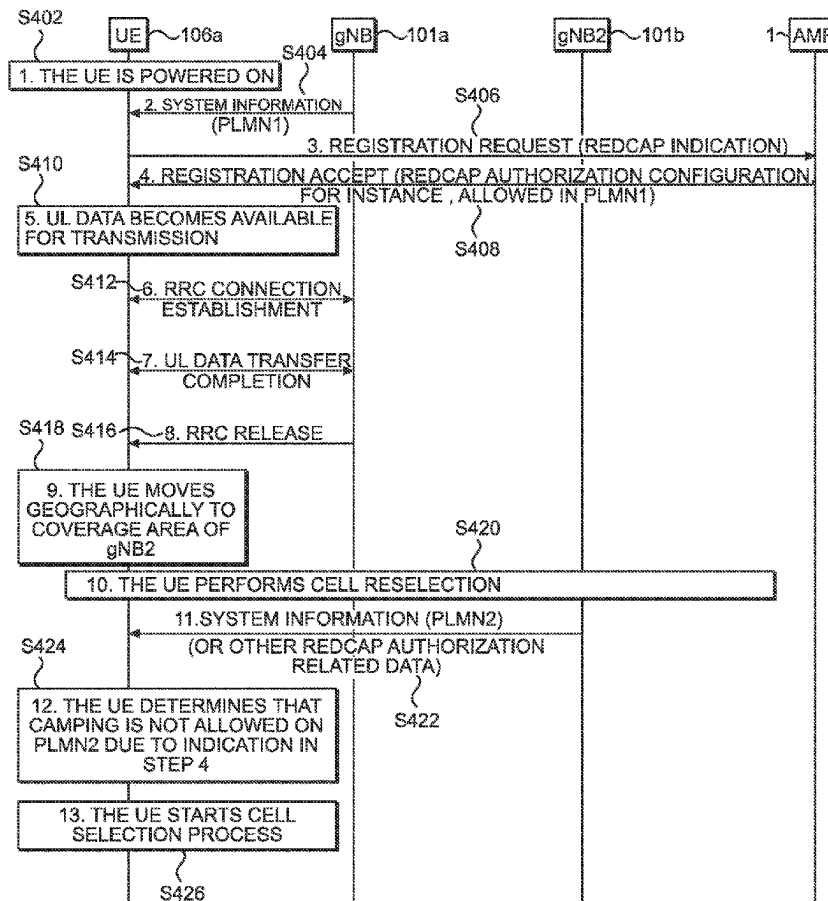 S402
UE 106a
gNB 101a
gNB2 101b
1 AMF
1. THE UE IS POWERED ON
S404
2. SYSTEM INFORMATION
(PLMN1)
S406
3. REGISTRATION REQUEST (REDCAP INDICATION)
S410
4. REGISTRATION ACCEPT (REDCAP AUTHORIZATION CONFIGURATION
FOR INSTANCE , ALLOWED IN PLMN1)
S408
5. UL DATA BECOMES AVAILABLE
FOR TRANSMISSION
S412
6. RRC CONNECTION
ESTABLISHMENT
S414
7. UL DATA TRANSFER
COMPLETION
S418
S416
8. RRC RELEASE
9. THE UE MOVES
GEOGRAPHICALLY TO
COVERAGE AREA OF
gNB2
S420
10. THE UE PERFORMS CELL RESELECTION
11.SYSTEM INFORMATION (PLMN2)
(OR OTHER REDCAP AUTHORIZATION
RELATED DATA)
S422
S424
12. THE UE DETERMINES THAT
CAMPING IS NOT ALLOWED ON
PLMN2 DUE TO INDICATION IN
STEP 4
13. THE UE STARTS CELL
SELECTION PROCESS
S426